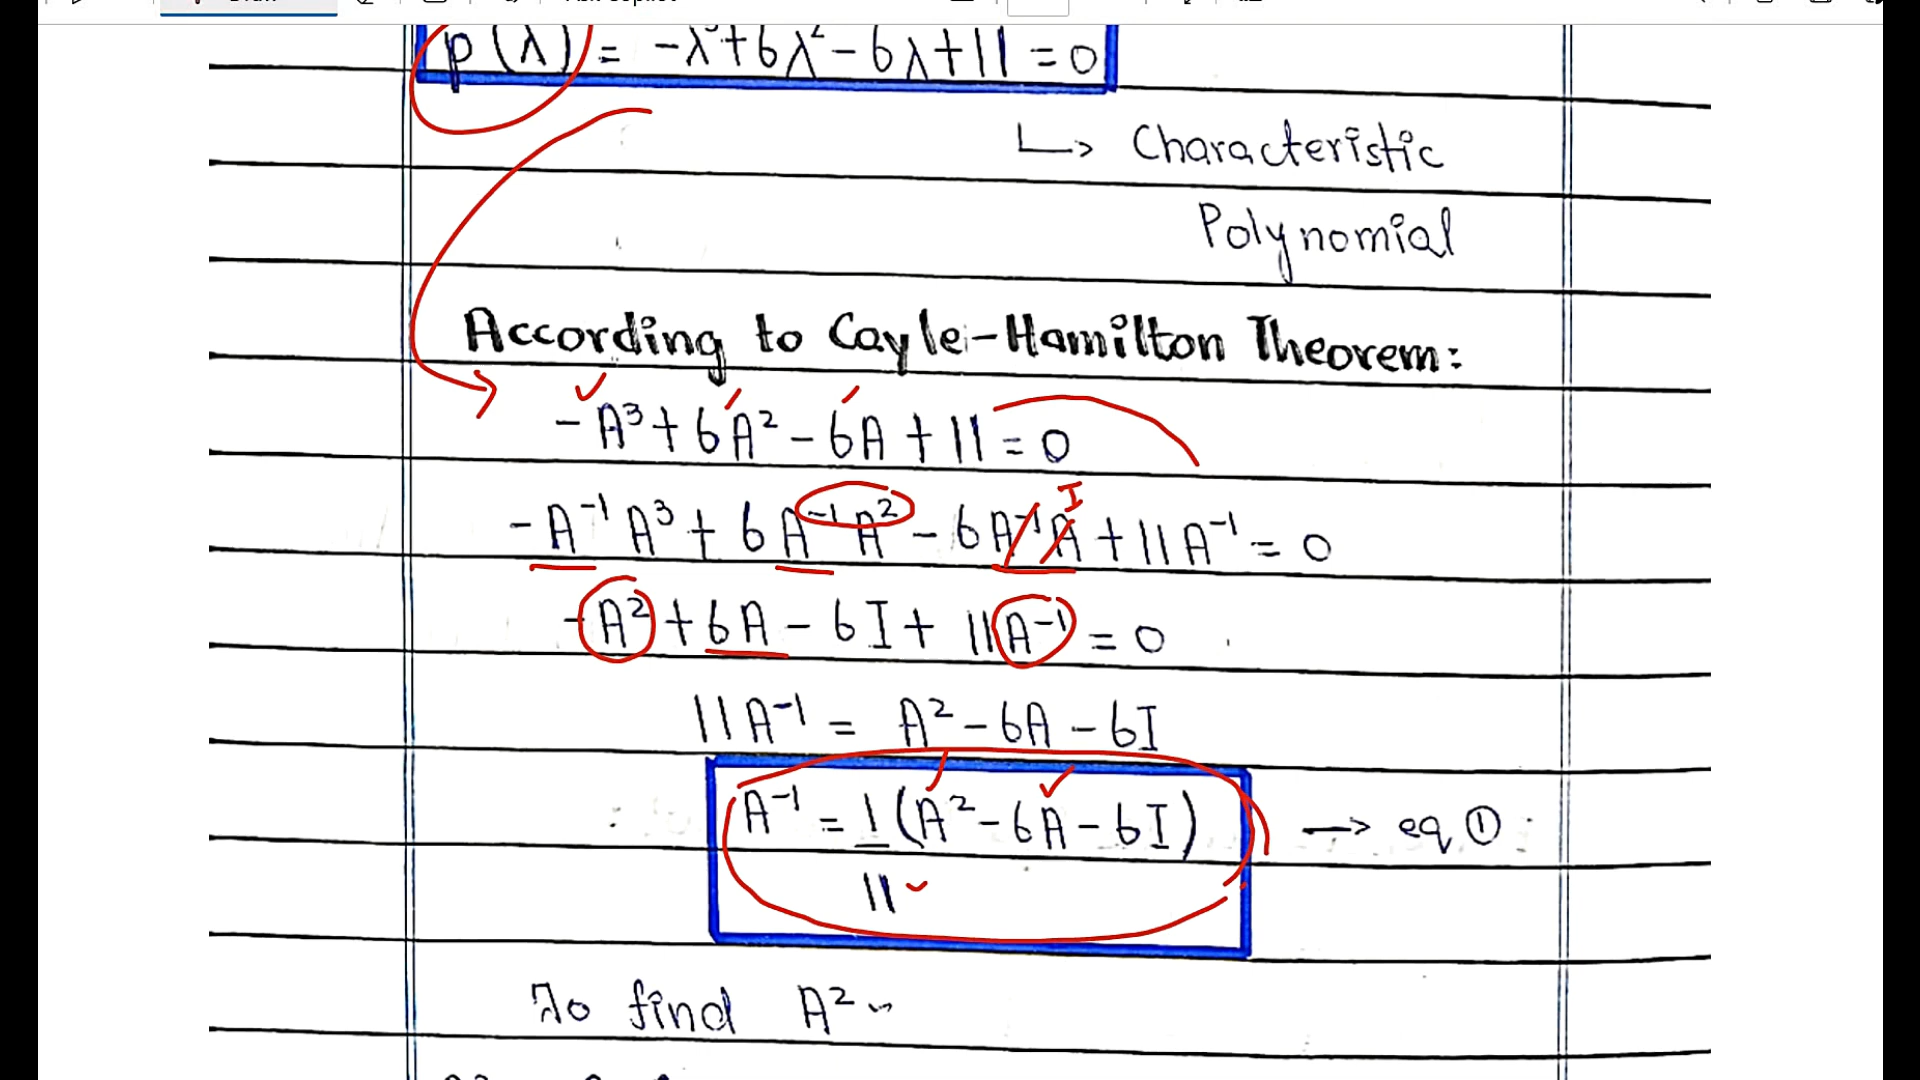 p(λ) = -λ³+6λ²-6λ+11 = 0
↳ Characteristic
Polynomial
According to Cayle-Hamilton Theorem:
-A³+6A²-6A+11=0
I
-A⁻¹A³+6A⁻¹A²-6A⁻¹A+11A⁻¹=0
-A²+6A-6I+11A⁻¹=0
11A⁻¹ = A²-6A-6I
A⁻¹ = 1/11 (A²-6A-6I) → eq ①
To find A²